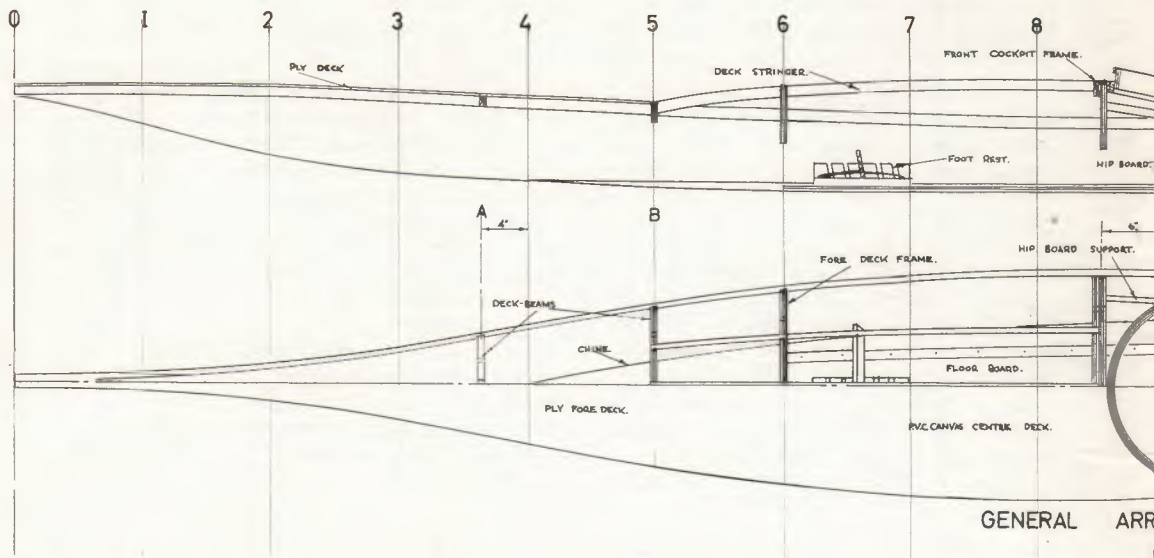 0 1 2 3 4 5 6 7 8
PLY DECK
DECK STRINGER.
FRONT COCKPIT FRAME.
FOOT REST.
HIP BOARD.
A
4"
B
6"
HIP BOARD SUPPORT.
FORE DECK FRAME.
DECK-BEAMS
CHINE.
FLOOR BOARD.
PLY FORE DECK.
P.V.C. CANVAS CENTRE DECK.
GENERAL ARR